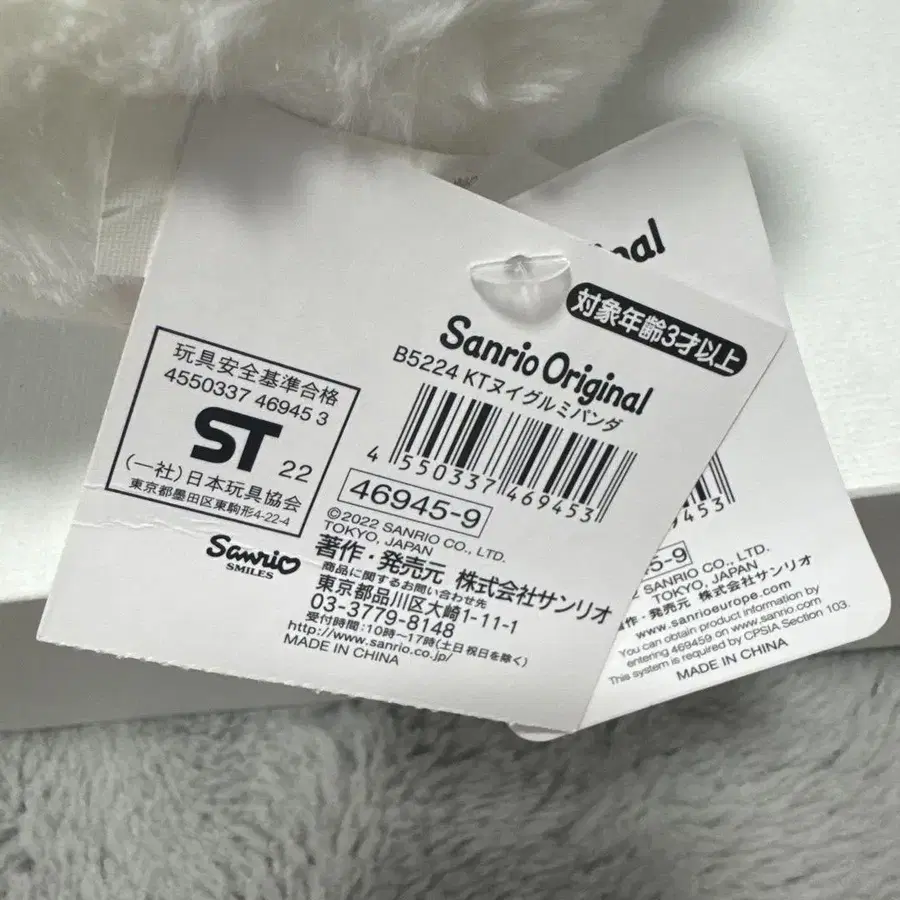 対象年齢3才以上
Sanrio Original
B5224 KTヌイグルミパンダ
4 550337 469453
46945-9
©2022 SANRIO CO., LTD.
TOKYO, JAPAN
著作・発売元 株式会社サンリオ
商品に関するお問い合わせ先
東京都品川区大崎1-11-1
03-3779-8148
受付時間:10時〜17時(土日祝日を除く)
http://www.sanrio.co.jp/
MADE IN CHINA
玩具安全基準合格
4550337 46945 3
ST 22
(一社)日本玩具協会
東京都墨田区東駒形4-22-4
Sanrio
SMILES
nal
9453
5-9
SANRIO CO., LTD.
TOKYO, JAPAN
著作・発売元 株式会社サンリオ
www.sanrioeurope.com
You can obtain product information by
entering 469459 on www.sanrio.com
This system is required by CPSIA Section 103.
MADE IN CHINA